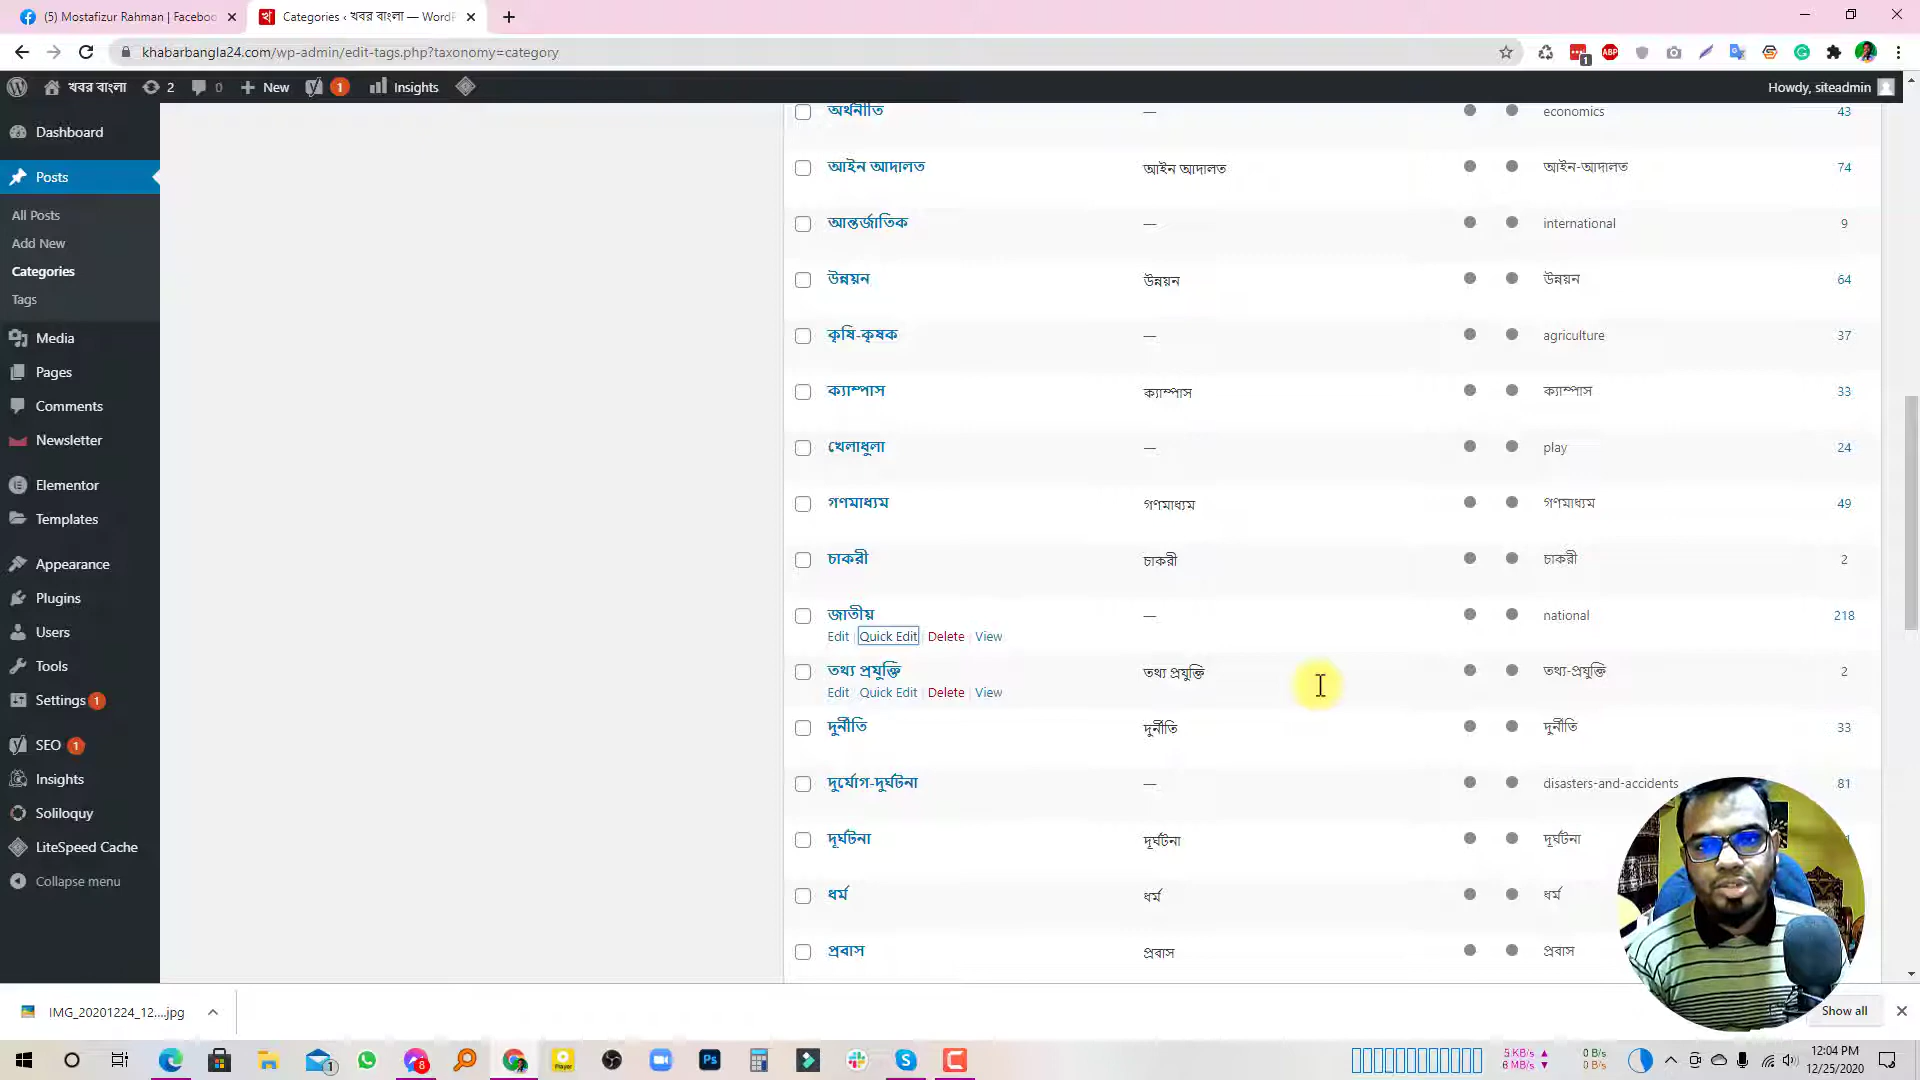 (5) Mostafizur Rahman | Faceboo
Categories ‹ খবর বাংলা — WordP
khabarbangla24.com/wp-admin/edit-tags.php?taxonomy=category
খবর বাংলা 2 0 New 1 Insights
Howdy, siteadmin
Dashboard
Posts
All Posts
Add New
Categories
Tags
Media
Pages
Comments
Newsletter
Elementor
Templates
Appearance
Plugins
Users
Tools
Settings 1
SEO 1
Insights
Soliloquy
LiteSpeed Cache
Collapse menu
অর্থনীতি — economics 43
আইন আদালত আইন আদালত আইন-আদালত 74
আন্তর্জাতিক — international 9
উন্নয়ন উন্নয়ন উন্নয়ন 64
কৃষি-কৃষক — agriculture 37
ক্যাম্পাস ক্যাম্পাস ক্যাম্পাস 33
খেলাধুলা — play 24
গণমাধ্যম গণমাধ্যম গণমাধ্যম 49
চাকরী চাকরী চাকরী 2
জাতীয় — national 218
Edit | Quick Edit | Delete | View
তথ্য প্রযুক্তি তথ্য প্রযুক্তি তথ্য-প্রযুক্তি 2
Edit | Quick Edit | Delete | View
দুর্নীতি দুর্নীতি দুর্নীতি 33
দুর্যোগ-দুর্ঘটনা — disasters-and-accidents 81
দূর্ঘটনা দূর্ঘটনা দূর্ঘটনা
ধর্ম ধর্ম ধর্ম
প্রবাস প্রবাস প্রবাস
IMG_20201224_12....jpg
Show all
5 KB/s 0 B/s
6 MB/s 0 B/s
12:04 PM
12/25/2020